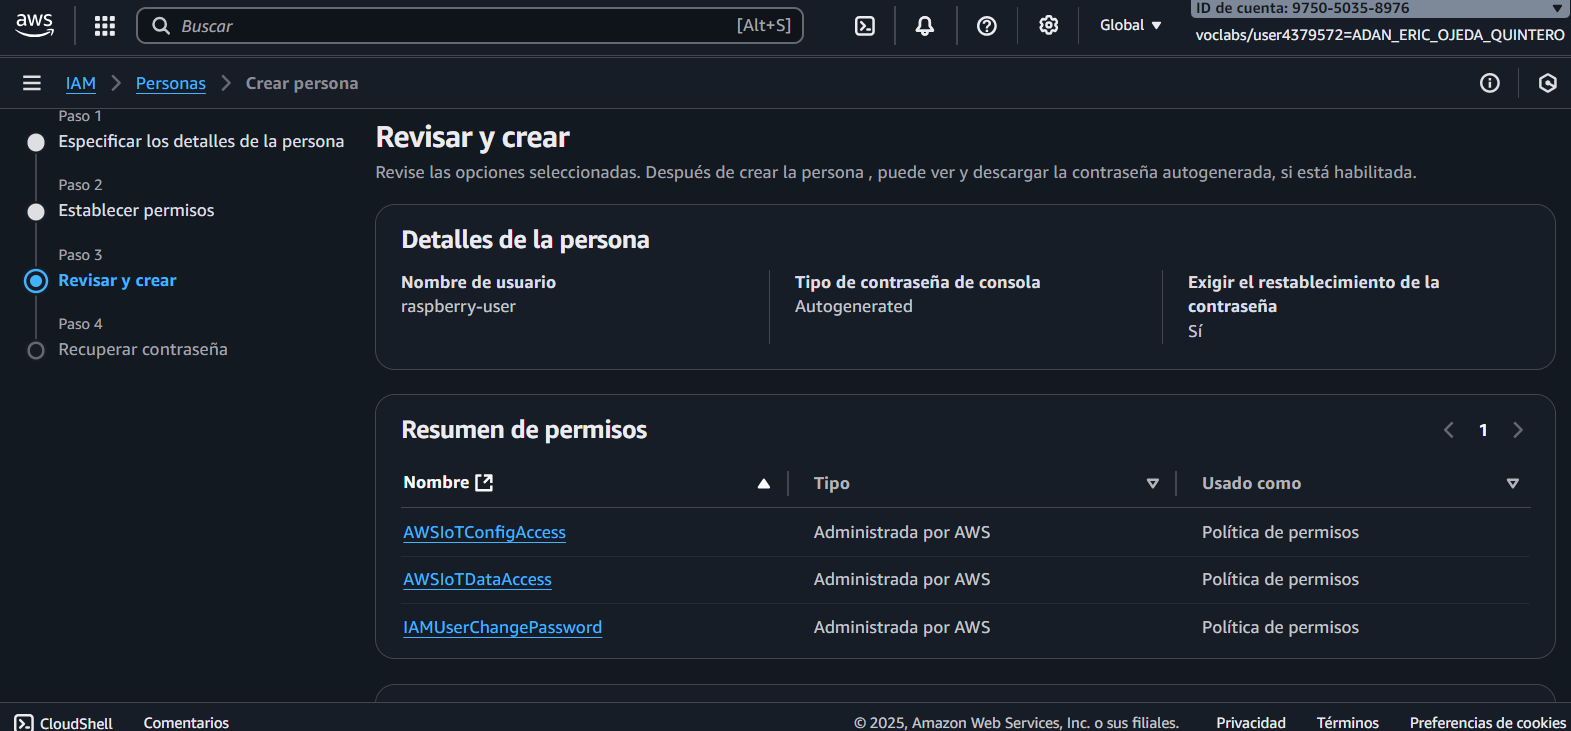 aws
Buscar
[Alt+S]
Global
ID de cuenta: 9750-5035-8976
voclabs/user4379572=ADAN_ERIC_OJEDA_QUINTERO
IAM
Personas
Crear persona
Paso 1
Especificar los detalles de la persona
Paso 2
Establecer permisos
Paso 3
Revisar y crear
Paso 4
Recuperar contraseña
Revisar y crear
Revise las opciones seleccionadas. Después de crear la persona , puede ver y descargar la contraseña autogenerada, si está habilitada.
Detalles de la persona
Nombre de usuario
raspberry-user
Tipo de contraseña de consola
Autogenerated
Exigir el restablecimiento de la
contraseña
Sí
Resumen de permisos
1
Nombre
Tipo
Usado como
AWSIoTConfigAccess
Administrada por AWS
Política de permisos
AWSIoTDataAccess
Administrada por AWS
Política de permisos
IAMUserChangePassword
Administrada por AWS
Política de permisos
CloudShell
Comentarios
© 2025, Amazon Web Services, Inc. o sus filiales.
Privacidad
Términos
Preferencias de cookies